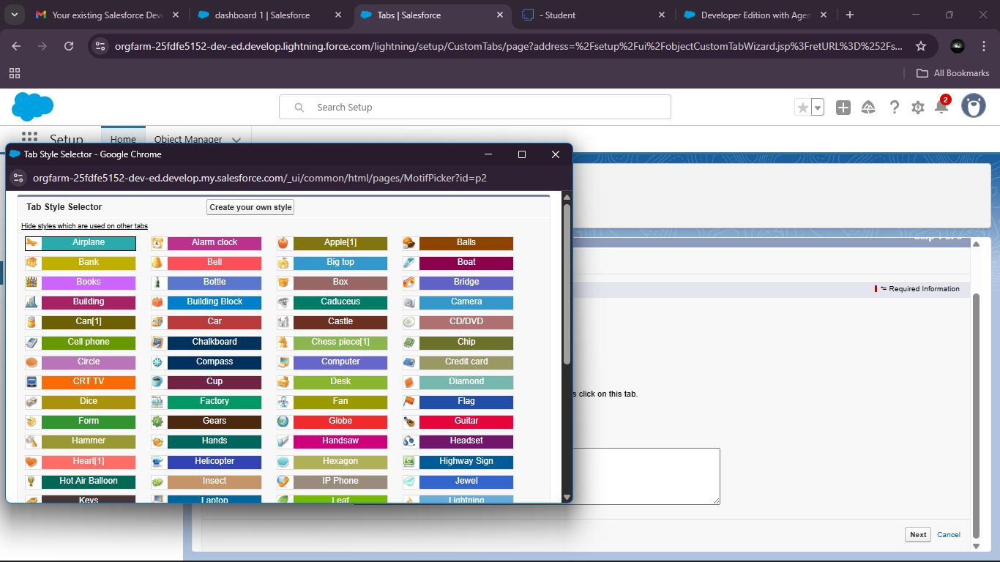 Your existing Salesforce Dev
dashboard 1 | Salesforce
Tabs | Salesforce
- Student
Developer Edition with Agen
orgfarm-25fdfe5152-dev-ed.develop.lightning.force.com/lightning/setup/CustomTabs/page?address=%2Fsetup%2Fui%2FobjectCustomTabWizard.jsp%3FretURL%3D%252Fs...
All Bookmarks
Search Setup
2
Setup Home Object Manager
Tab Style Selector - Google Chrome
orgfarm-25fdfe5152-dev-ed.develop.my.salesforce.com/_ui/common/html/pages/MotifPicker?id=p2
Tab Style Selector Create your own style
Hide styles which are used on other tabs
Airplane Alarm clock Apple[1] Balls
Bank Bell Big top Boat
Books Bottle Box Bridge
Building Building Block Caduceus Camera
Can[1] Car Castle CD/DVD
Cell phone Chalkboard Chess piece[1] Chip
Circle Compass Computer Credit card
CRT TV Cup Desk Diamond
Dice Factory Fan Flag
Form Gears Globe Guitar
Hammer Hands Handsaw Headset
Heart[1] Helicopter Hexagon Highway Sign
Hot Air Balloon Insect IP Phone Jewel
Keys Laptop Leaf Lightning
= Required Information
s click on this tab.
Next Cancel